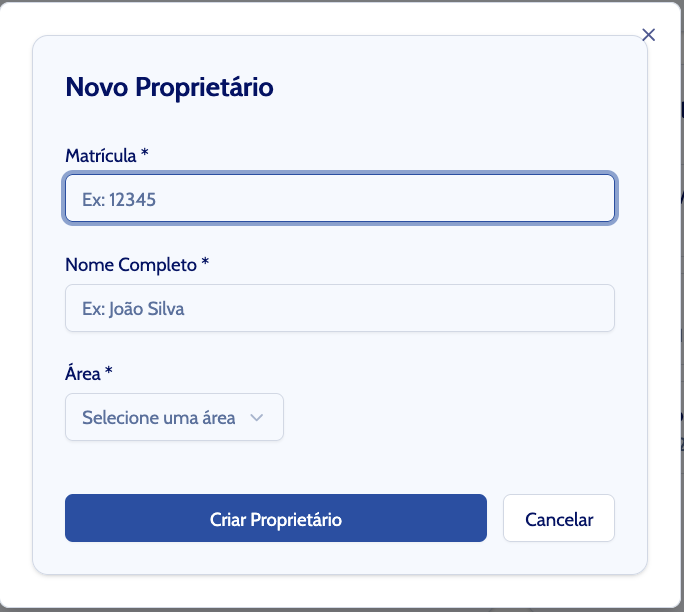 Novo Proprietário
Matrícula *
Ex: 12345
Nome Completo *
Ex: João Silva
Área *
Selecione uma área
Criar Proprietário
Cancelar